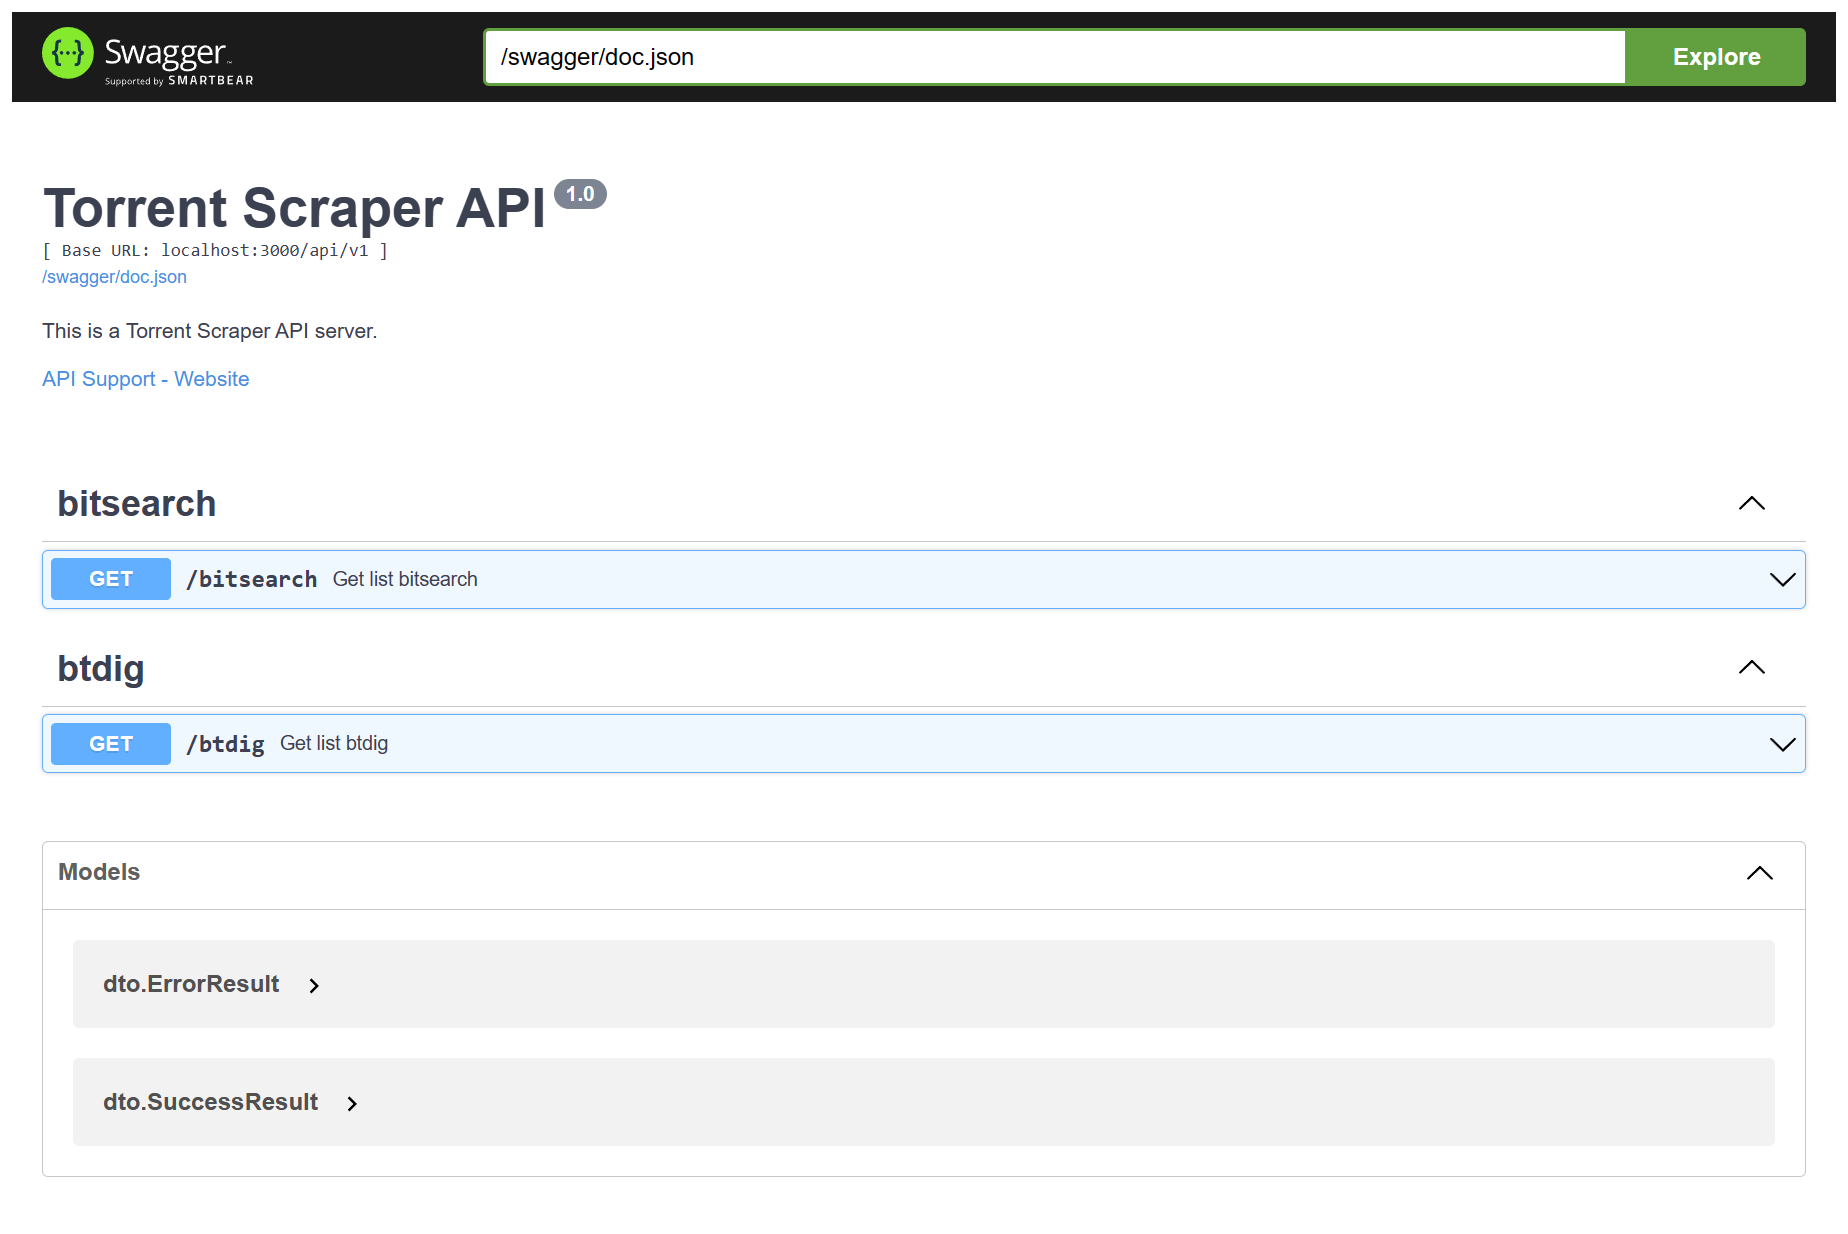 Swagger™
Supported by SMARTBEAR
/swagger/doc.json
Explore
Torrent Scraper API 1.0
[ Base URL: localhost:3000/api/v1 ]
/swagger/doc.json
This is a Torrent Scraper API server.
API Support - Website
bitsearch
GET /bitsearch Get list bitsearch
btdig
GET /btdig Get list btdig
Models
dto.ErrorResult
dto.SuccessResult